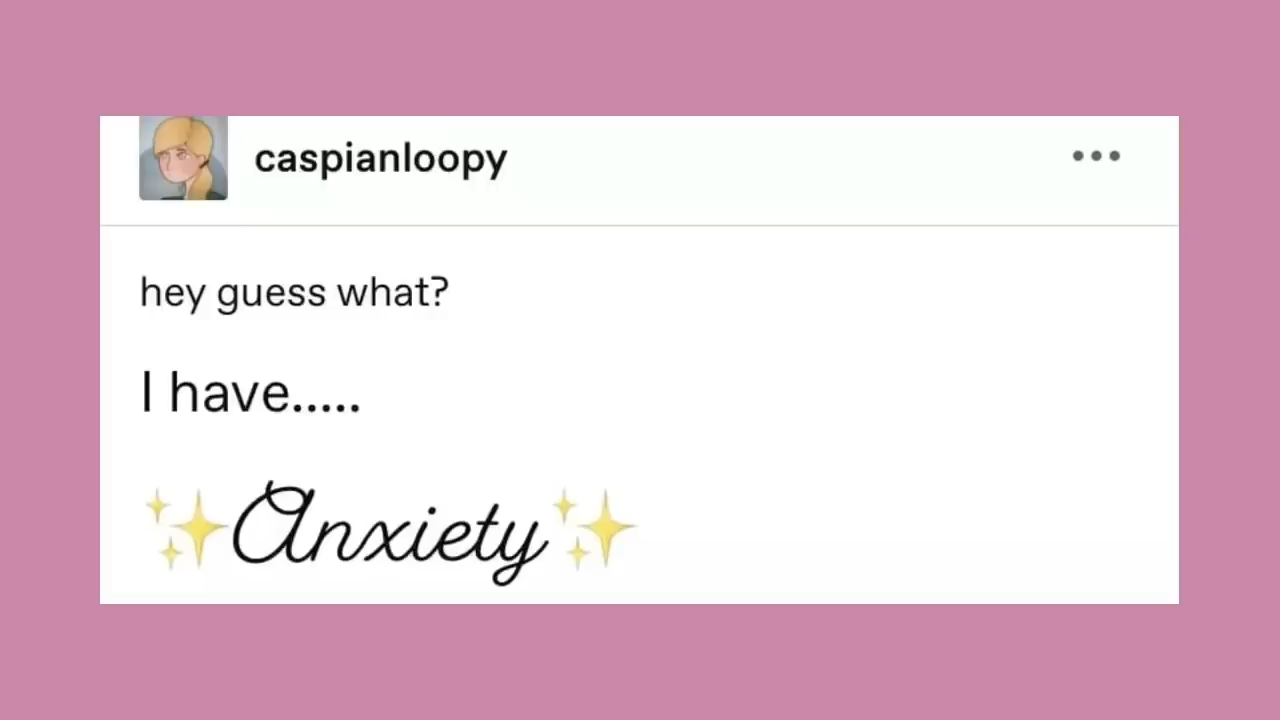 caspianloopy
hey guess what?
I have.....
✨Anxiety✨